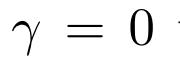 γ = 0